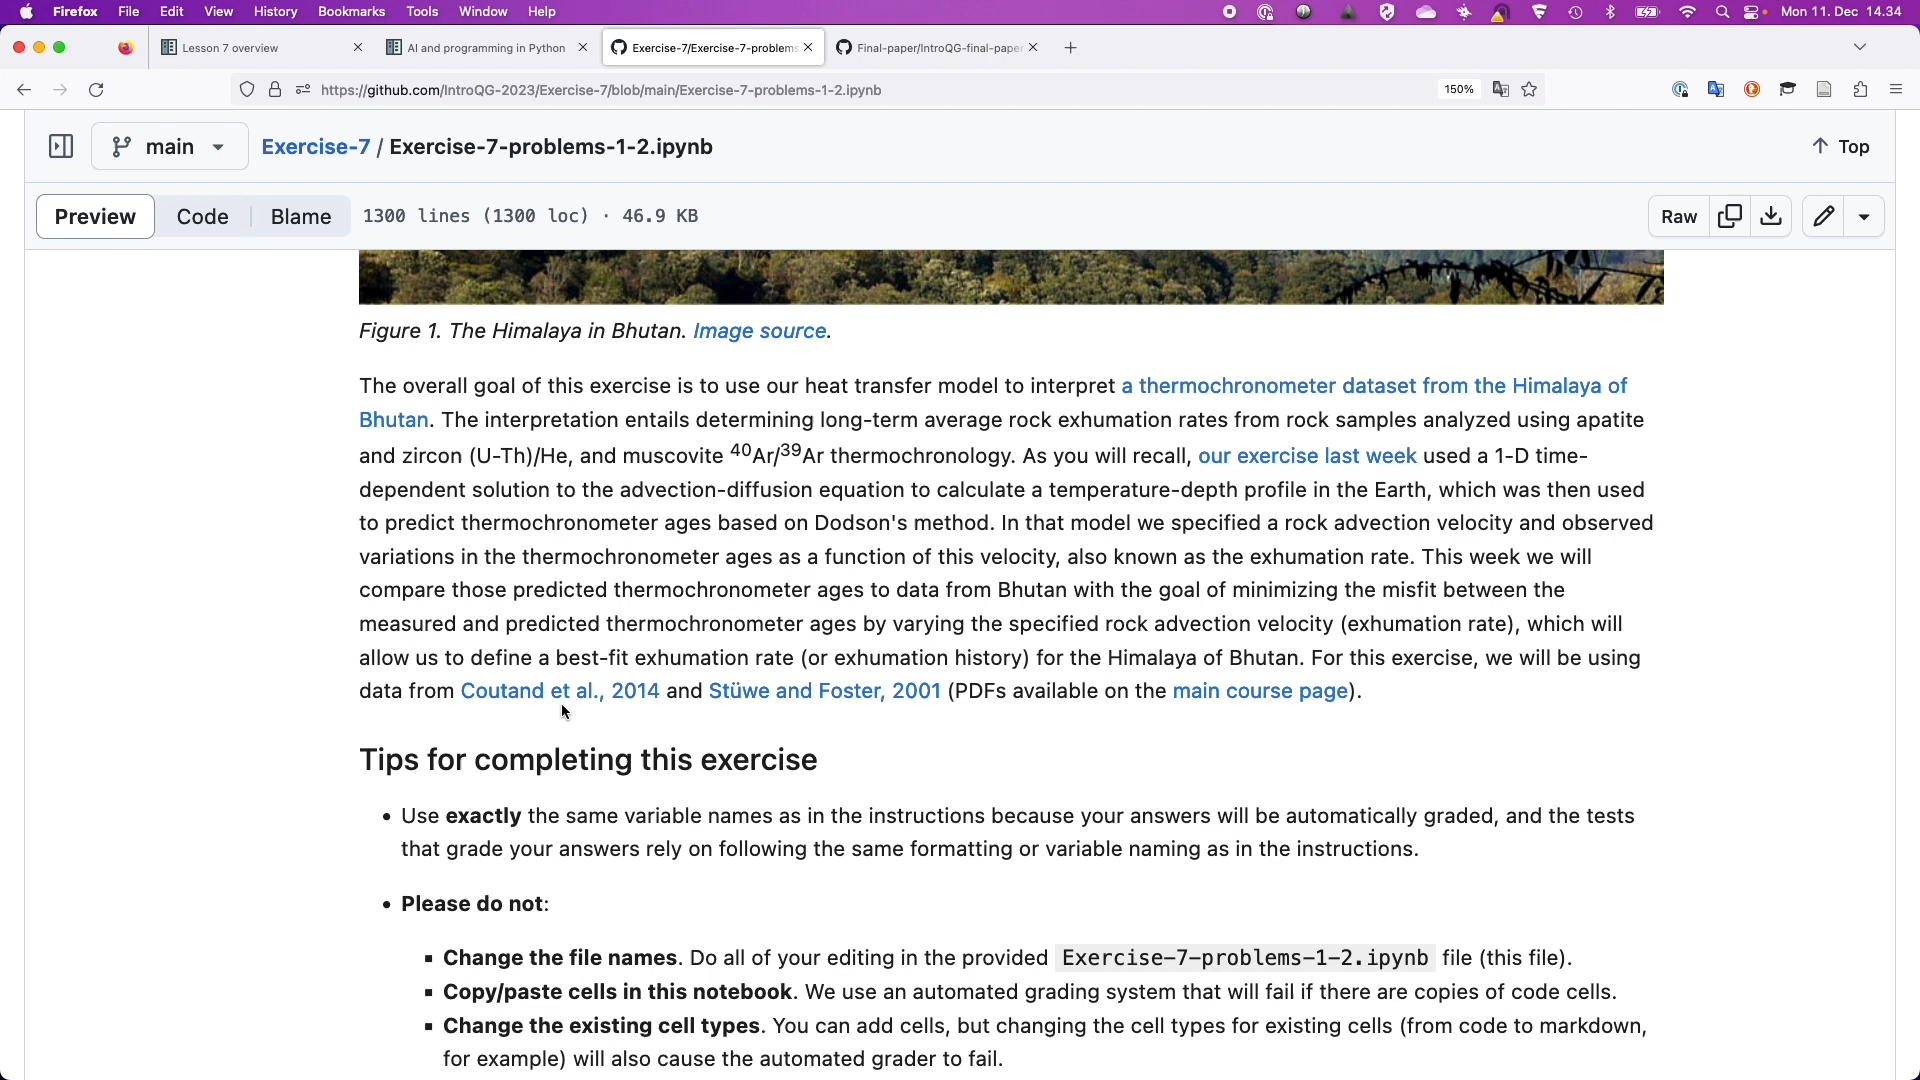 Firefox File Edit View History Bookmarks Tools Window Help Mon 11. Dec 14.34
Lesson 7 overview AI and programming in Python Exercise-7/Exercise-7-problems Final-paper/IntroQG-final-pape
https://github.com/IntroQG-2023/Exercise-7/blob/main/Exercise-7-problems-1-2.ipynb 150%
main Exercise-7 / Exercise-7-problems-1-2.ipynb Top
Preview Code Blame 1300 lines (1300 loc) · 46.9 KB Raw
Figure 1. The Himalaya in Bhutan. Image source.
The overall goal of this exercise is to use our heat transfer model to interpret a thermochronometer dataset from the Himalaya of
Bhutan. The interpretation entails determining long-term average rock exhumation rates from rock samples analyzed using apatite
and zircon (U-Th)/He, and muscovite 40Ar/39Ar thermochronology. As you will recall, our exercise last week used a 1-D time-
dependent solution to the advection-diffusion equation to calculate a temperature-depth profile in the Earth, which was then used
to predict thermochronometer ages based on Dodson's method. In that model we specified a rock advection velocity and observed
variations in the thermochronometer ages as a function of this velocity, also known as the exhumation rate. This week we will
compare those predicted thermochronometer ages to data from Bhutan with the goal of minimizing the misfit between the
measured and predicted thermochronometer ages by varying the specified rock advection velocity (exhumation rate), which will
allow us to define a best-fit exhumation rate (or exhumation history) for the Himalaya of Bhutan. For this exercise, we will be using
data from Coutand et al., 2014 and Stüwe and Foster, 2001 (PDFs available on the main course page).
Tips for completing this exercise
• Use exactly the same variable names as in the instructions because your answers will be automatically graded, and the tests
that grade your answers rely on following the same formatting or variable naming as in the instructions.
• Please do not:
▪ Change the file names. Do all of your editing in the provided Exercise-7-problems-1-2.ipynb file (this file).
▪ Copy/paste cells in this notebook. We use an automated grading system that will fail if there are copies of code cells.
▪ Change the existing cell types. You can add cells, but changing the cell types for existing cells (from code to markdown,
for example) will also cause the automated grader to fail.